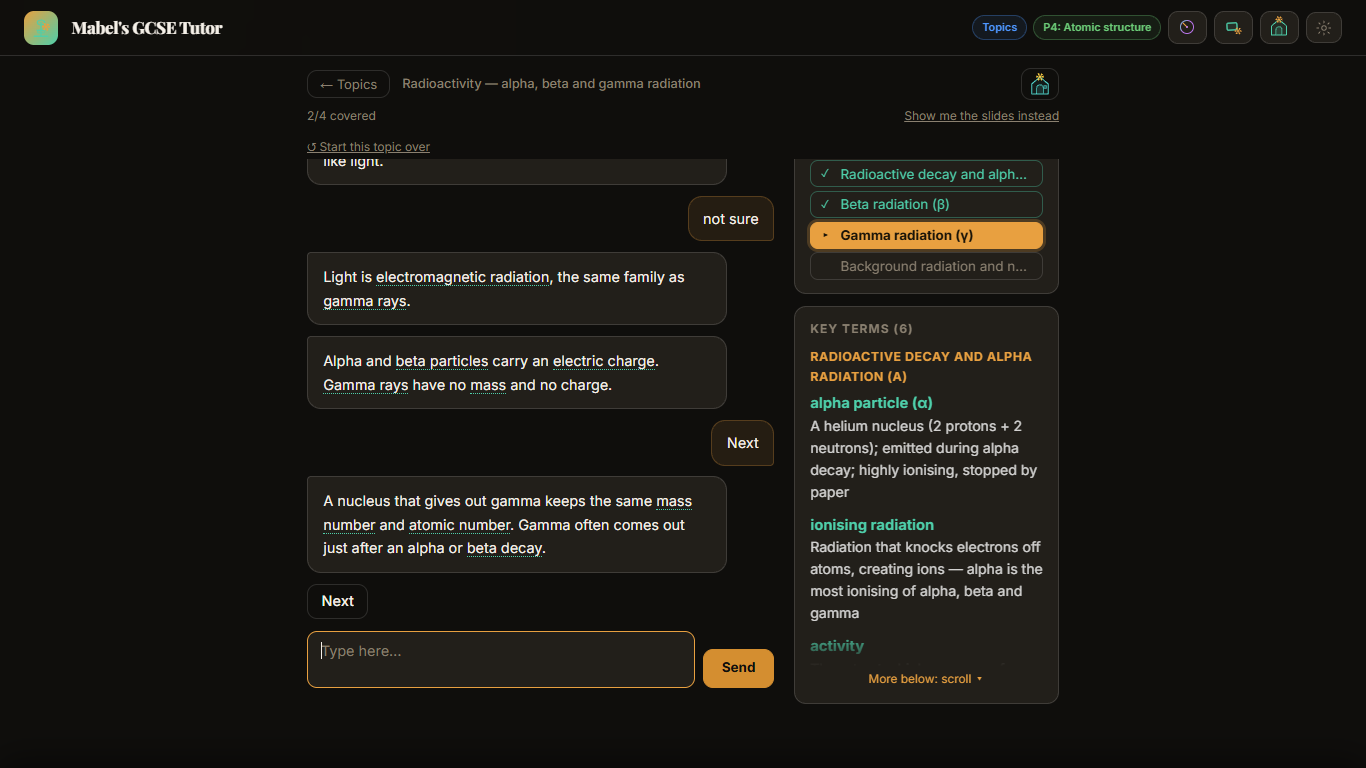 Mabel's GCSE Tutor
Topics
P4: Atomic structure
← Topics
Radioactivity — alpha, beta and gamma radiation
2/4 covered
Show me the slides instead
↺ Start this topic over
like light.
not sure
Light is electromagnetic radiation, the same family as
gamma rays.
Alpha and beta particles carry an electric charge.
Gamma rays have no mass and no charge.
Next
A nucleus that gives out gamma keeps the same mass
number and atomic number. Gamma often comes out
just after an alpha or beta decay.
Next
Type here...
Send
✓ Radioactive decay and alph...
✓ Beta radiation (β)
‣ Gamma radiation (γ)
Background radiation and n...
KEY TERMS (6)
RADIOACTIVE DECAY AND ALPHA
RADIATION (Α)
alpha particle (α)
A helium nucleus (2 protons + 2
neutrons); emitted during alpha
decay; highly ionising, stopped by
paper
ionising radiation
Radiation that knocks electrons off
atoms, creating ions — alpha is the
most ionising of alpha, beta and
gamma
activity
More below: scroll ▾